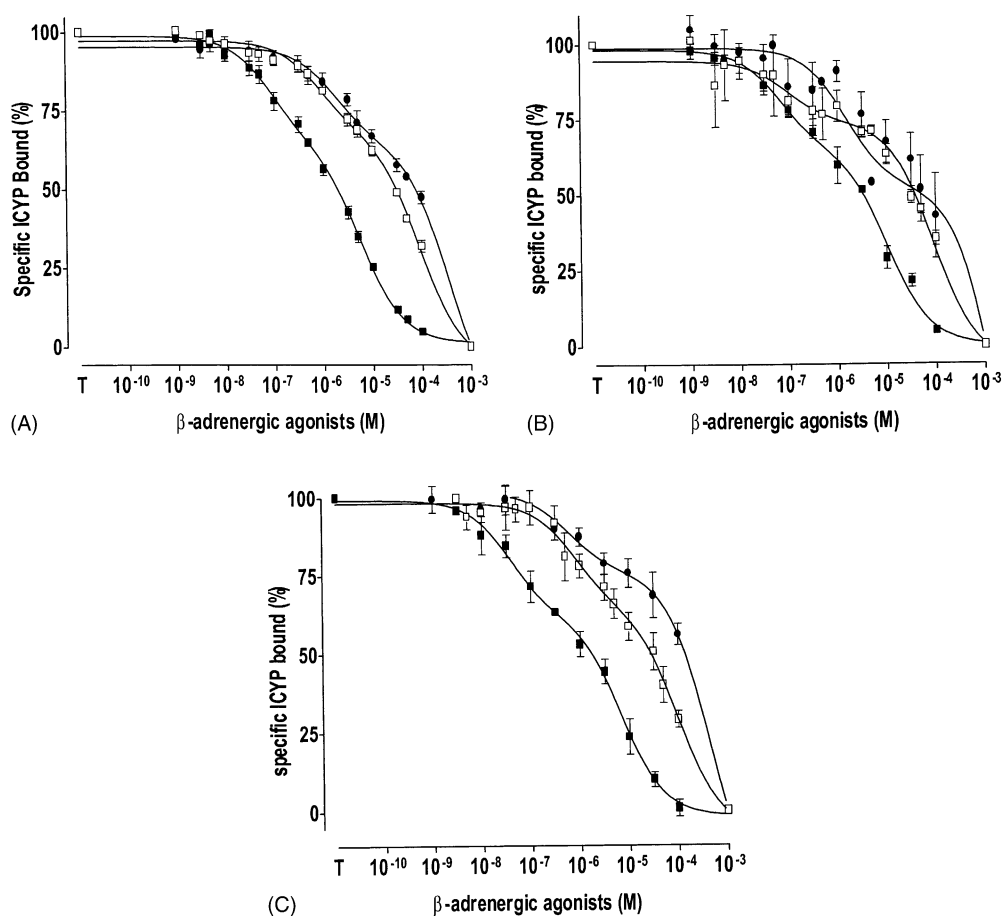 100
75
50
25
0
Specific ICYP Bound (%)
T 10⁻¹⁰ 10⁻⁹ 10⁻⁸ 10⁻⁷ 10⁻⁶ 10⁻⁵ 10⁻⁴ 10⁻³
(A) β-adrenergic agonists (M)
100
75
50
25
0
specific ICYP bound (%)
T 10⁻¹⁰ 10⁻⁹ 10⁻⁸ 10⁻⁷ 10⁻⁶ 10⁻⁵ 10⁻⁴ 10⁻³
(B) β-adrenergic agonists (M)
100
75
50
25
0
specific ICYP bound (%)
T 10⁻¹⁰ 10⁻⁹ 10⁻⁸ 10⁻⁷ 10⁻⁶ 10⁻⁵ 10⁻⁴ 10⁻³
(C) β-adrenergic agonists (M)